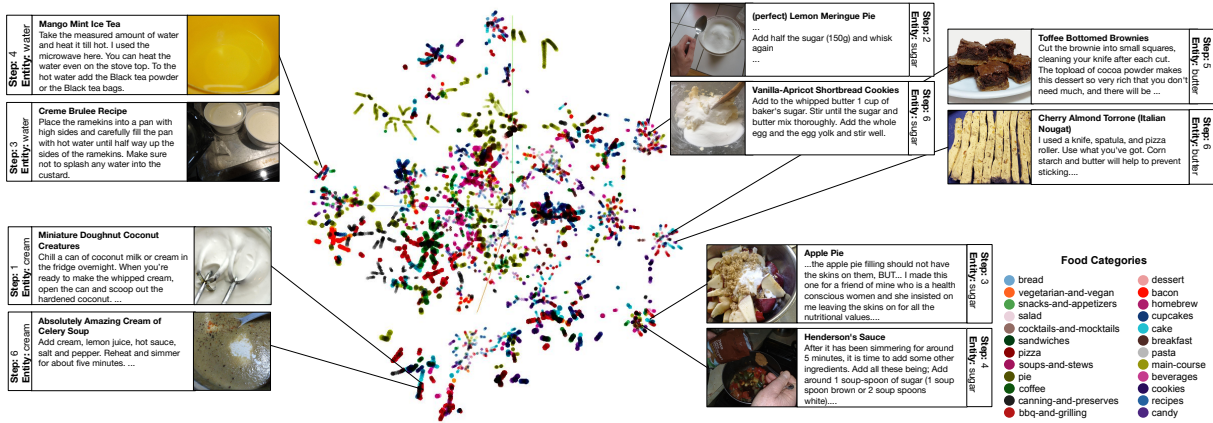 Step: 4
Entity: water
Mango Mint Ice Tea
Take the measured amount of water
and heat it till hot. I used the
microwave here. You can heat the
water even on the stove top. To the
hot water add the Black tea powder
or the Black tea bags.
Step: 3
Entity: water
Creme Brulee Recipe
Place the ramekins into a pan with
high sides and carefully fill the pan
with hot water until half way up the
sides of the ramekins. Make sure
not to splash any water into the
custard.
Step: 1
Entity: cream
Miniature Doughnut Coconut
Creatures
Chill a can of coconut milk or cream in
the fridge overnight. When you're
ready to make the whipped cream,
open the can and scoop out the
hardened coconut. ...
Step: 6
Entity: cream
Absolutely Amazing Cream of
Celery Soup
Add cream, lemon juice, hot sauce,
salt and pepper. Reheat and simmer
for about five minutes. ...
(perfect) Lemon Meringue Pie
...
Add half the sugar (150g) and whisk
again
...
Step: 2
Entity: sugar
Vanilla-Apricot Shortbread Cookies
Add to the whipped butter 1 cup of
baker's sugar. Stir until the sugar and
butter mix thoroughly. Add the
whole egg and the egg yolk and stir well.
Step: 6
Entity: sugar
Toffee Bottomed Brownies
Cut the brownie into small squares,
cleaning your knife after each cut.
The topload of cocoa powder makes
this dessert so very rich that you don't
need much, and there will be ...
Step: 5
Entity: butter
Cherry Almond Torrone (Italian
Nougat)
I used a knife, spatula, and pizza
roller. Use what you've got. Corn
starch and butter will help to prevent
sticking....
Step: 6
Entity: butter
Apple Pie
...the apple pie filling should not have
the skins on them, BUT... I made this
one for a friend of mine who is a health
conscious women and she insisted on
me leaving the skins on for all the
nutritional values....
Step: 3
Entity: sugar
Henderson's Sauce
After it has been simmering for around
5 minutes, it is time to add some other
ingredients. Add all these being; Add
around 1 soup-spoon of sugar (1 soup
spoon brown or 2 soup spoons
white)....
Step: 4
Entity: sugar
Food Categories
bread
vegetarian-and-vegan
snacks-and-appetizers
salad
cocktails-and-mocktails
sandwiches
pizza
soups-and-stews
pie
coffee
canning-and-preserves
bbq-and-grilling
dessert
bacon
homebrew
cupcakes
cake
breakfast
pasta
main-course
beverages
cookies
recipes
candy